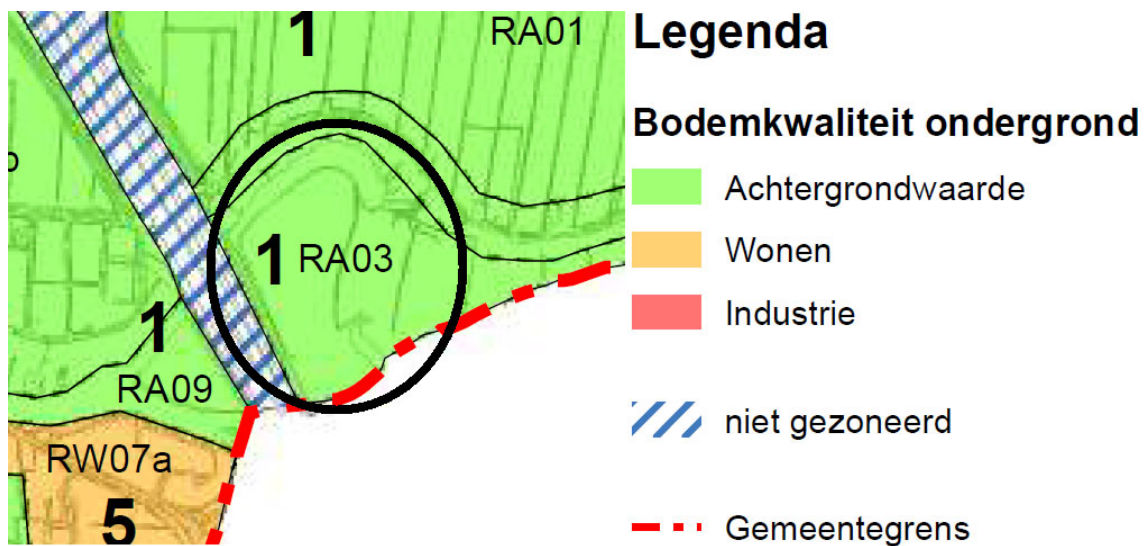 1
RA01
1 RA03
1
RA09
RW07a
5
Legenda
Bodemkwaliteit ondergrond
Achtergrondwaarde
Wonen
Industrie
niet gezoneerd
Gemeentegrens